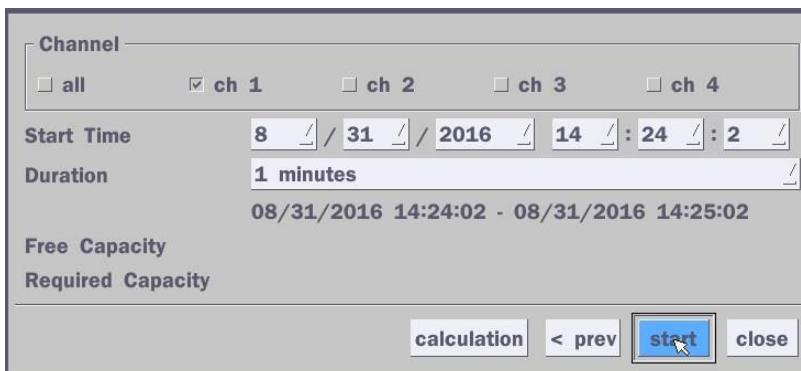 Channel
all ch 1 ch 2 ch 3 ch 4
Start Time 8 / 31 / 2016 14 : 24 : 2
Duration 1 minutes
08/31/2016 14:24:02 - 08/31/2016 14:25:02
Free Capacity
Required Capacity
calculation < prev start close